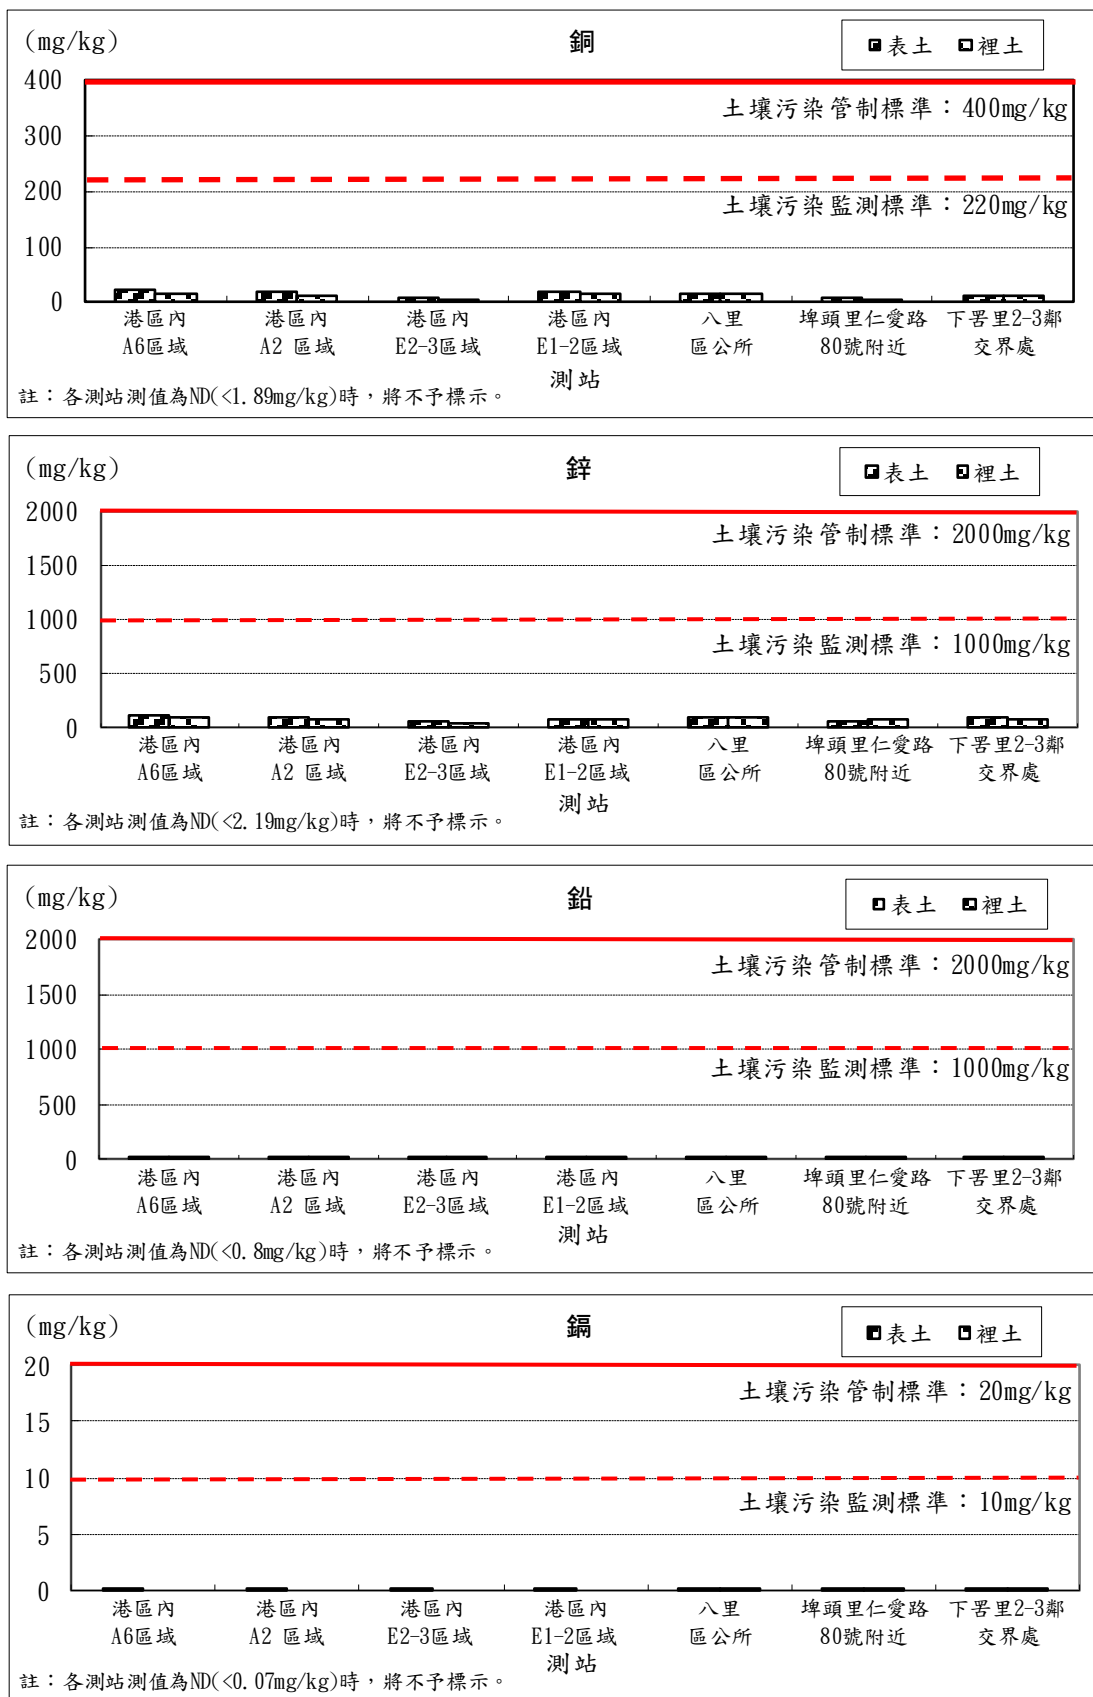 (mg/kg)
銅
表土 裡土
400
土壤污染管制標準：400mg/kg
300
200
土壤污染監測標準：220mg/kg
100
0
港區內 港區內 港區內 港區內 八里 埤頭里仁愛路 下罟里2-3鄰
A6區域 A2 區域 E2-3區域 E1-2區域 區公所 80號附近 交界處
測站
註：各測站測值為ND(<1.89mg/kg)時，將不予標示。
(mg/kg)
鋅
表土 裡土
2000
土壤污染管制標準：2000mg/kg
1500
1000
土壤污染監測標準：1000mg/kg
500
0
港區內 港區內 港區內 港區內 八里 埤頭里仁愛路 下罟里2-3鄰
A6區域 A2 區域 E2-3區域 E1-2區域 區公所 80號附近 交界處
測站
註：各測站測值為ND(<2.19mg/kg)時，將不予標示。
(mg/kg)
鉛
表土 裡土
2000
土壤污染管制標準：2000mg/kg
1500
1000
土壤污染監測標準：1000mg/kg
500
0
港區內 港區內 港區內 港區內 八里 埤頭里仁愛路 下罟里2-3鄰
A6區域 A2 區域 E2-3區域 E1-2區域 區公所 80號附近 交界處
測站
註：各測站測值為ND(<0.8mg/kg)時，將不予標示。
(mg/kg)
鎘
表土 裡土
20
土壤污染管制標準：20mg/kg
15
10
土壤污染監測標準：10mg/kg
5
0
港區內 港區內 港區內 港區內 八里 埤頭里仁愛路 下罟里2-3鄰
A6區域 A2 區域 E2-3區域 E1-2區域 區公所 80號附近 交界處
測站
註：各測站測值為ND(<0.07mg/kg)時，將不予標示。